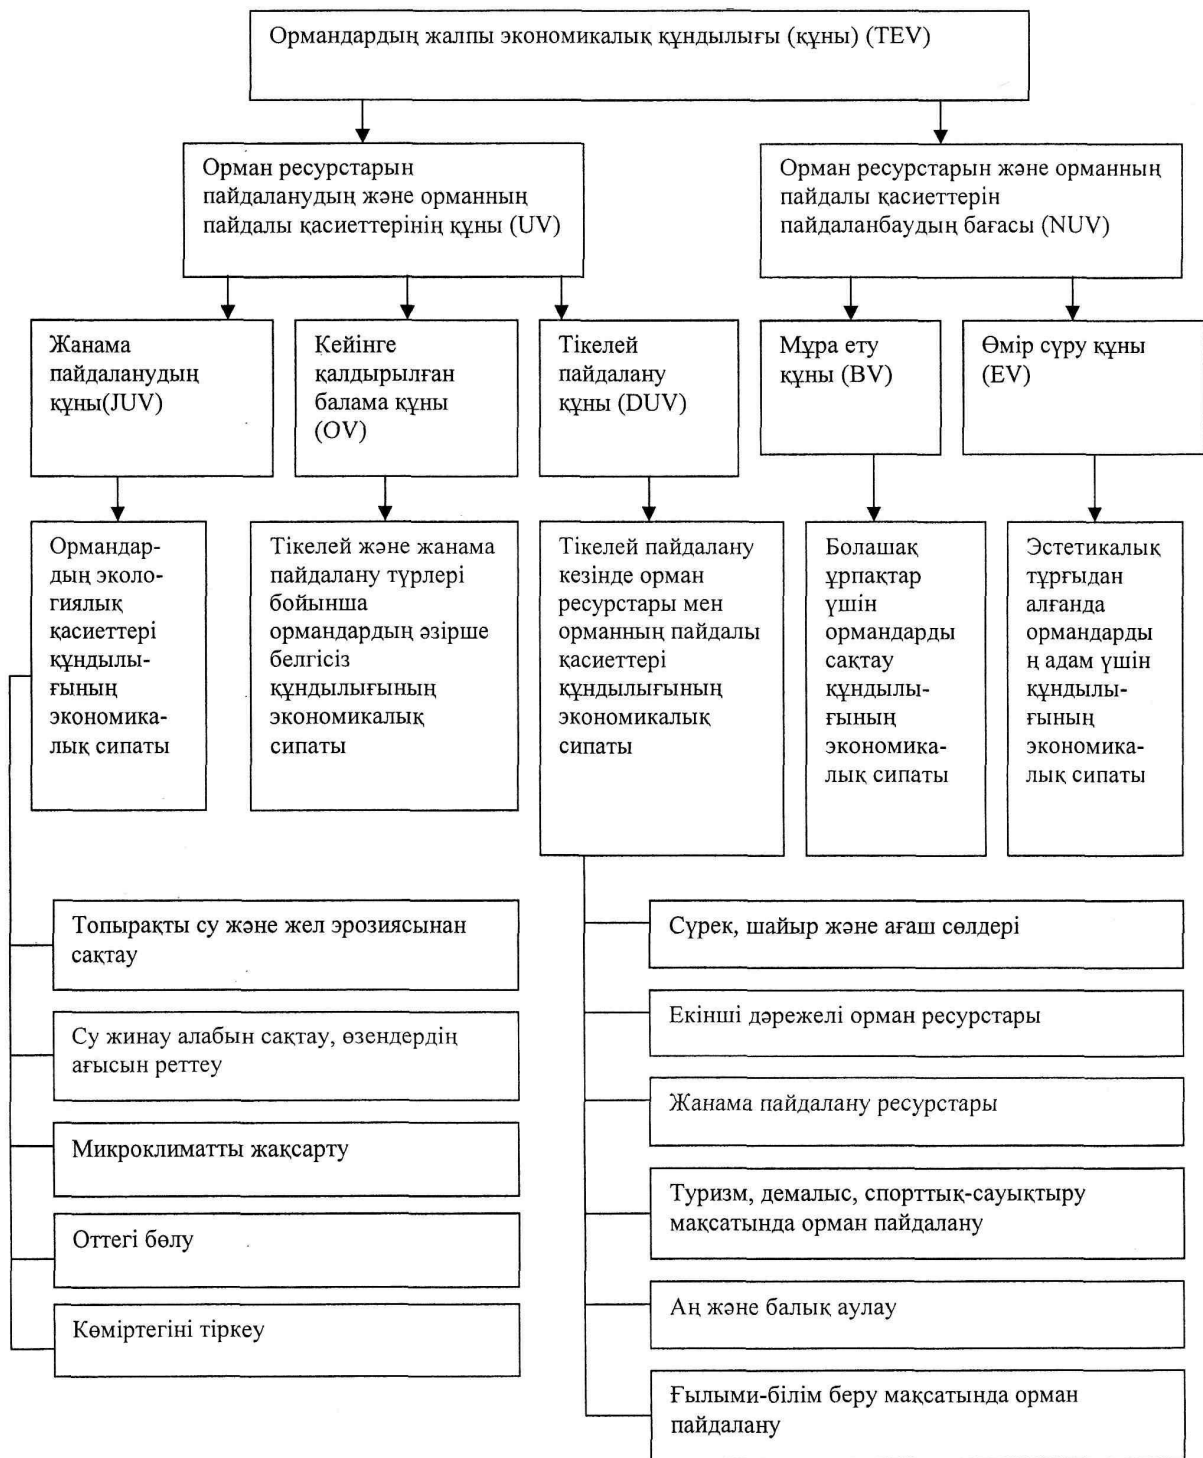 Ормандардың жалпы экономикалық құндылығы (құны) (TEV)
Орман ресурстарын
пайдаланудың және орманның
пайдалы қасиеттерінің құны (UV)
Орман ресурстарын және орманның
пайдалы қасиеттерін
пайдаланбаудың бағасы (NUV)
Жанама
пайдаланудың
құны(JUV)
Кейінге
қалдырылған
балама құны
(OV)
Тікелей
пайдалану
құны (DUV)
Мұра ету
құны (BV)
Өмір сүру құны
(EV)
Ормандар-
дың эколо-
гиялық
қасиеттері
құндылы-
ғының
экономика-
лық сипаты
Тікелей және жанама
пайдалану түрлері
бойынша
ормандардың әзірше
белгісіз
құндылығының
экономикалық
сипаты
Тікелей пайдалану
кезінде орман
ресурстары мен
орманның пайдалы
қасиеттері
құндылығының
экономикалық
сипаты
Болашақ
ұрпақтар
үшін
ормандарды
сақтау
құндылы-
ғының
экономика-
лық сипаты
Эстетикалық
тұрғыдан
алғанда
ормандарды
ң адам үшін
құндылы-
ғының
экономика-
лық сипаты
Топырақты су және жел эрозиясынан
сақтау
Су жинау алабын сақтау, өзендердің
ағысын реттеу
Микроклиматты жақсарту
Оттегі бөлу
Көміртегіні тіркеу
Сүрек, шайыр және ағаш сөлдері
Екінші дәрежелі орман ресурстары
Жанама пайдалану ресурстары
Туризм, демалыс, спорттық-сауықтыру
мақсатында орман пайдалану
Аң және балық аулау
Ғылыми-білім беру мақсатында орман
пайдалану